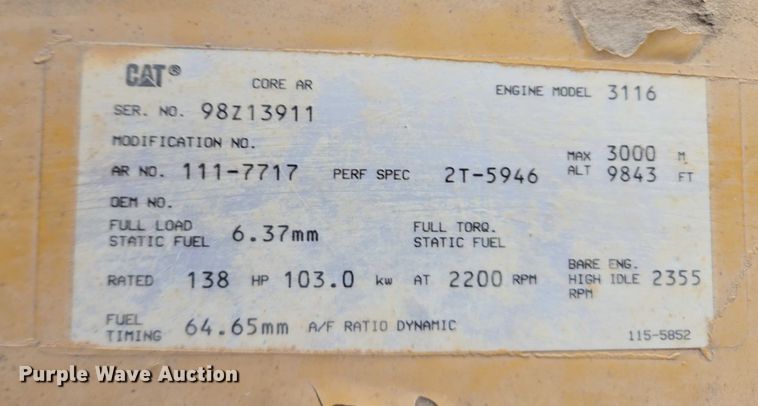 CAT® CORE AR ENGINE MODEL 3116
SER. NO. 98Z13911
MODIFICATION NO.
AR NO. 111-7717 PERF SPEC 2T-5946 MAX ALT 3000 M 9843 FT
OEM NO.
FULL LOAD STATIC FUEL 6.37mm FULL TORQ. STATIC FUEL
RATED 138 HP 103.0 kw AT 2200 RPM BARE ENG. HIGH IDLE RPM 2355
FUEL TIMING 64.65mm A/F RATIO DYNAMIC
115-5852
Purple Wave Auction